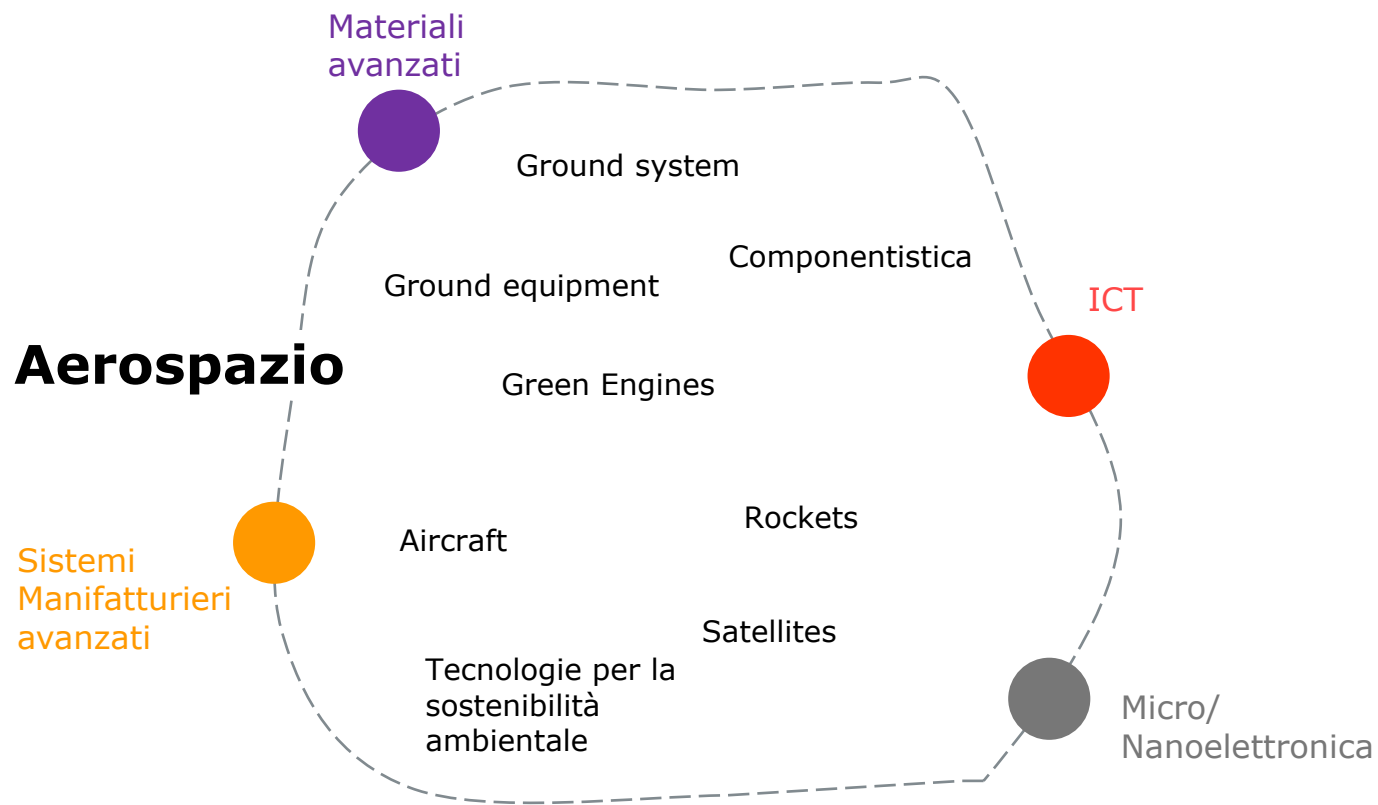 Materiali
avanzati
Ground system
Componentistica
Ground equipment
ICT
Aerospazio
Green Engines
Rockets
Aircraft
Sistemi
Manifatturieri
avanzati
Satellites
Tecnologie per la
sostenibilità
ambientale
Micro/
Nanoelettronica